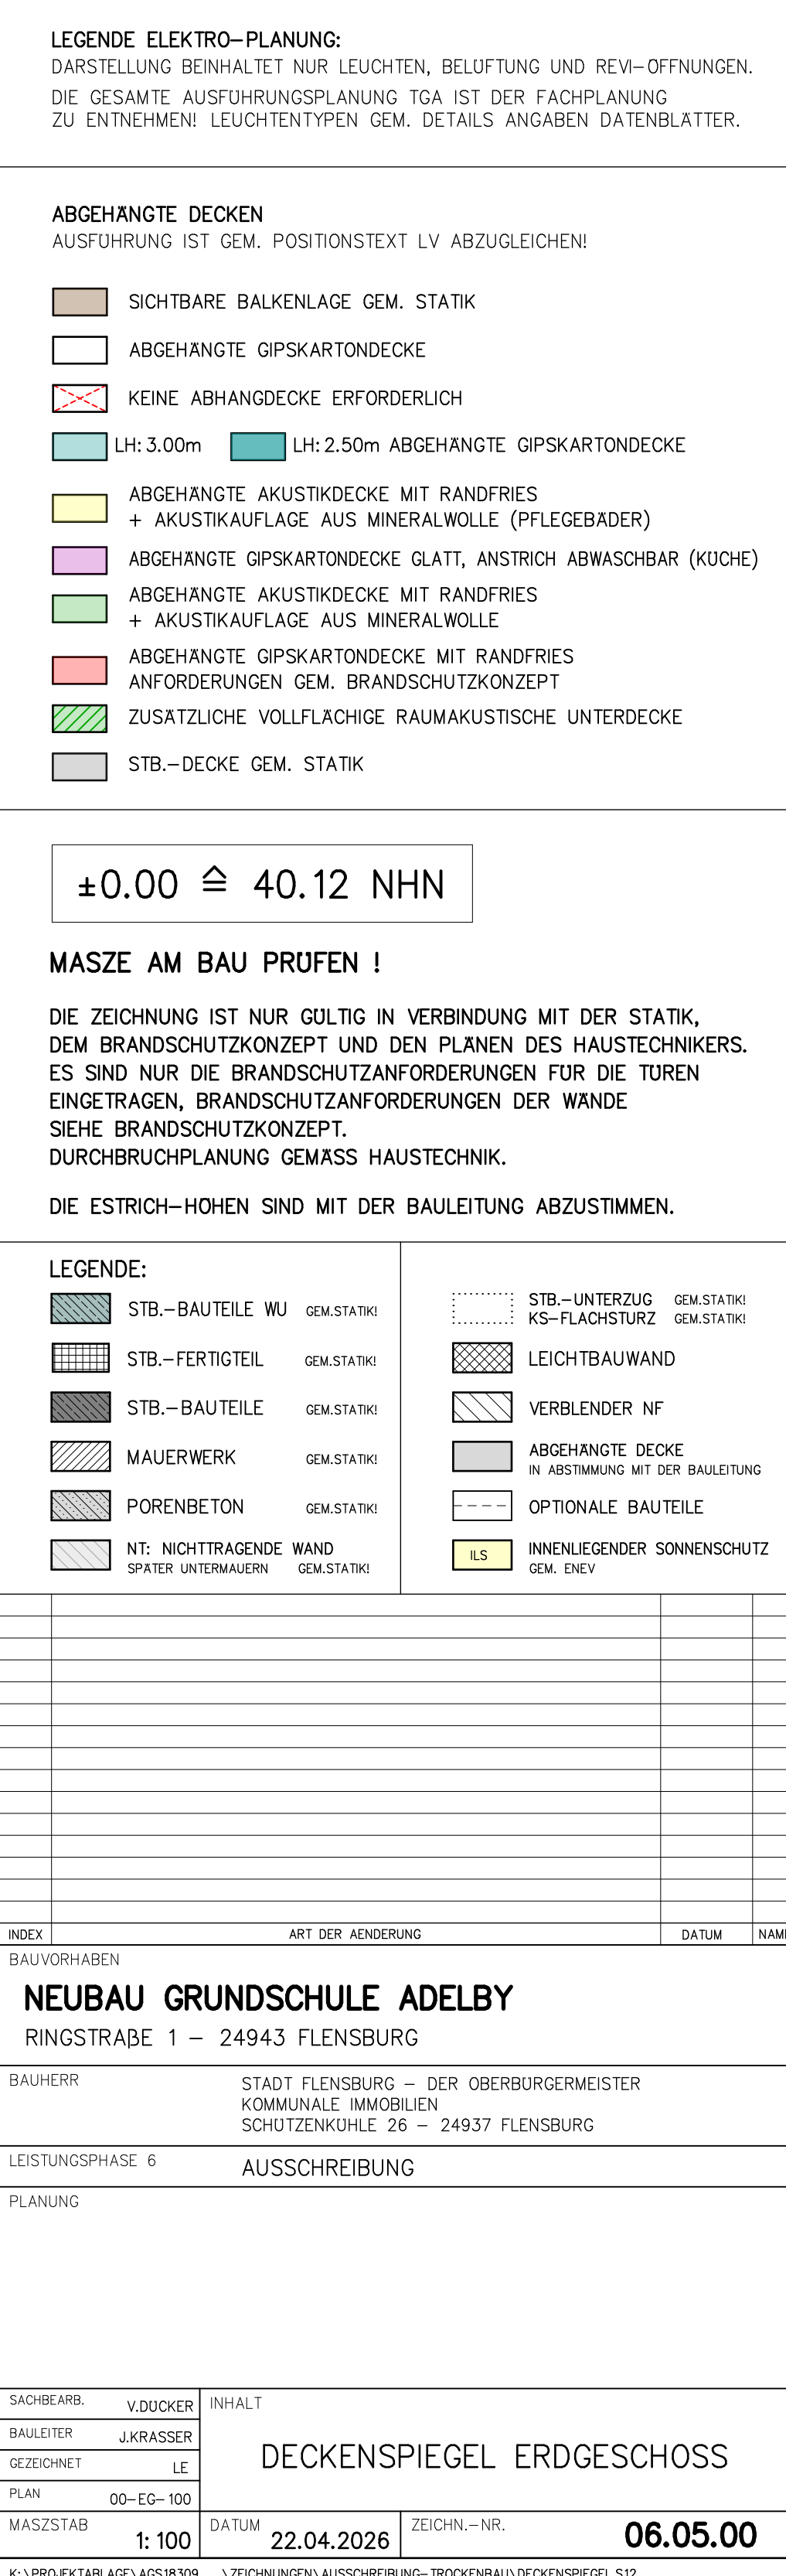 LEGENDE ELEKTRO-PLANUNG:
DARSTELLUNG BEINHALTET NUR LEUCHTEN, BELÜFTUNG UND REVI-ÖFFNUNGEN.
DIE GESAMTE AUSFÜHRUNGSPLANUNG TGA IST DER FACHPLANUNG
ZU ENTNEHMEN! LEUCHTENTYPEN GEM. DETAILS ANGABEN DATENBLÄTTER.
ABGEHÄNGTE DECKEN
AUSFÜHRUNG IST GEM. POSITIONSTEXT LV ABZUGLEICHEN!
SICHTBARE BALKENLAGE GEM. STATIK
ABGEHÄNGTE GIPSKARTONDECKE
KEINE ABHANGDECKE ERFORDERLICH
LH: 3.00m LH: 2.50m ABGEHÄNGTE GIPSKARTONDECKE
ABGEHÄNGTE AKUSTIKDECKE MIT RANDFRIES
+ AKUSTIKAUFLAGE AUS MINERALWOLLE (PFLEGEBÄDER)
ABGEHÄNGTE GIPSKARTONDECKE GLATT, ANSTRICH ABWASCHBAR (KÜCHE)
ABGEHÄNGTE AKUSTIKDECKE MIT RANDFRIES
+ AKUSTIKAUFLAGE AUS MINERALWOLLE
ABGEHÄNGTE GIPSKARTONDECKE MIT RANDFRIES
ANFORDERUNGEN GEM. BRANDSCHUTZKONZEPT
ZUSÄTZLICHE VOLLFLÄCHIGE RAUMAKUSTISCHE UNTERDECKE
STB.-DECKE GEM. STATIK
±0.00 ≙ 40.12 NHN
MASZE AM BAU PRÜFEN !
DIE ZEICHNUNG IST NUR GÜLTIG IN VERBINDUNG MIT DER STATIK,
DEM BRANDSCHUTZKONZEPT UND DEN PLÄNEN DES HAUSTECHNIKERS.
ES SIND NUR DIE BRANDSCHUTZANFORDERUNGEN FÜR DIE TÜREN
EINGETRAGEN, BRANDSCHUTZANFORDERUNGEN DER WÄNDE
SIEHE BRANDSCHUTZKONZEPT.
DURCHBRUCHPLANUNG GEMÄSS HAUSTECHNIK.
DIE ESTRICH-HÖHEN SIND MIT DER BAULEITUNG ABZUSTIMMEN.
LEGENDE:
STB.-BAUTEILE WU GEM.STATIK!
STB.-FERTIGTEIL GEM.STATIK!
STB.-BAUTEILE GEM.STATIK!
MAUERWERK GEM.STATIK!
PORENBETON GEM.STATIK!
NT: NICHTTRAGENDE WAND
SPÄTER UNTERMAUERN GEM.STATIK!
STB.-UNTERZUG GEM.STATIK!
KS-FLACHSTURZ GEM.STATIK!
LEICHTBAUWAND
VERBLENDER NF
ABGEHÄNGTE DECKE
IN ABSTIMMUNG MIT DER BAULEITUNG
OPTIONALE BAUTEILE
ILS INNENLIEGENDER SONNENSCHUTZ
GEM. ENEV
INDEX ART DER AENDERUNG DATUM NAM
BAUVORHABEN
NEUBAU GRUNDSCHULE ADELBY
RINGSTRAßE 1 - 24943 FLENSBURG
BAUHERR STADT FLENSBURG - DER OBERBÜRGERMEISTER
KOMMUNALE IMMOBILIEN
SCHÜTZENKÜHLE 26 - 24937 FLENSBURG
LEISTUNGSPHASE 6 AUSSCHREIBUNG
PLANUNG
SACHBEARB. V.DÜCKER
BAULEITER J.KRASSER
GEZEICHNET LE
PLAN 00-EG-100
INHALT
DECKENSPIEGEL ERDGESCHOSS
MASZSTAB 1:100
DATUM 22.04.2026
ZEICHN.-NR. 06.05.00
K:\PROJEKTABLAGE\AGS18309 \ZEICHNUNGEN\AUSSCHREIBUNG-TROCKENBAU\DECKENSPIEGEL.S12